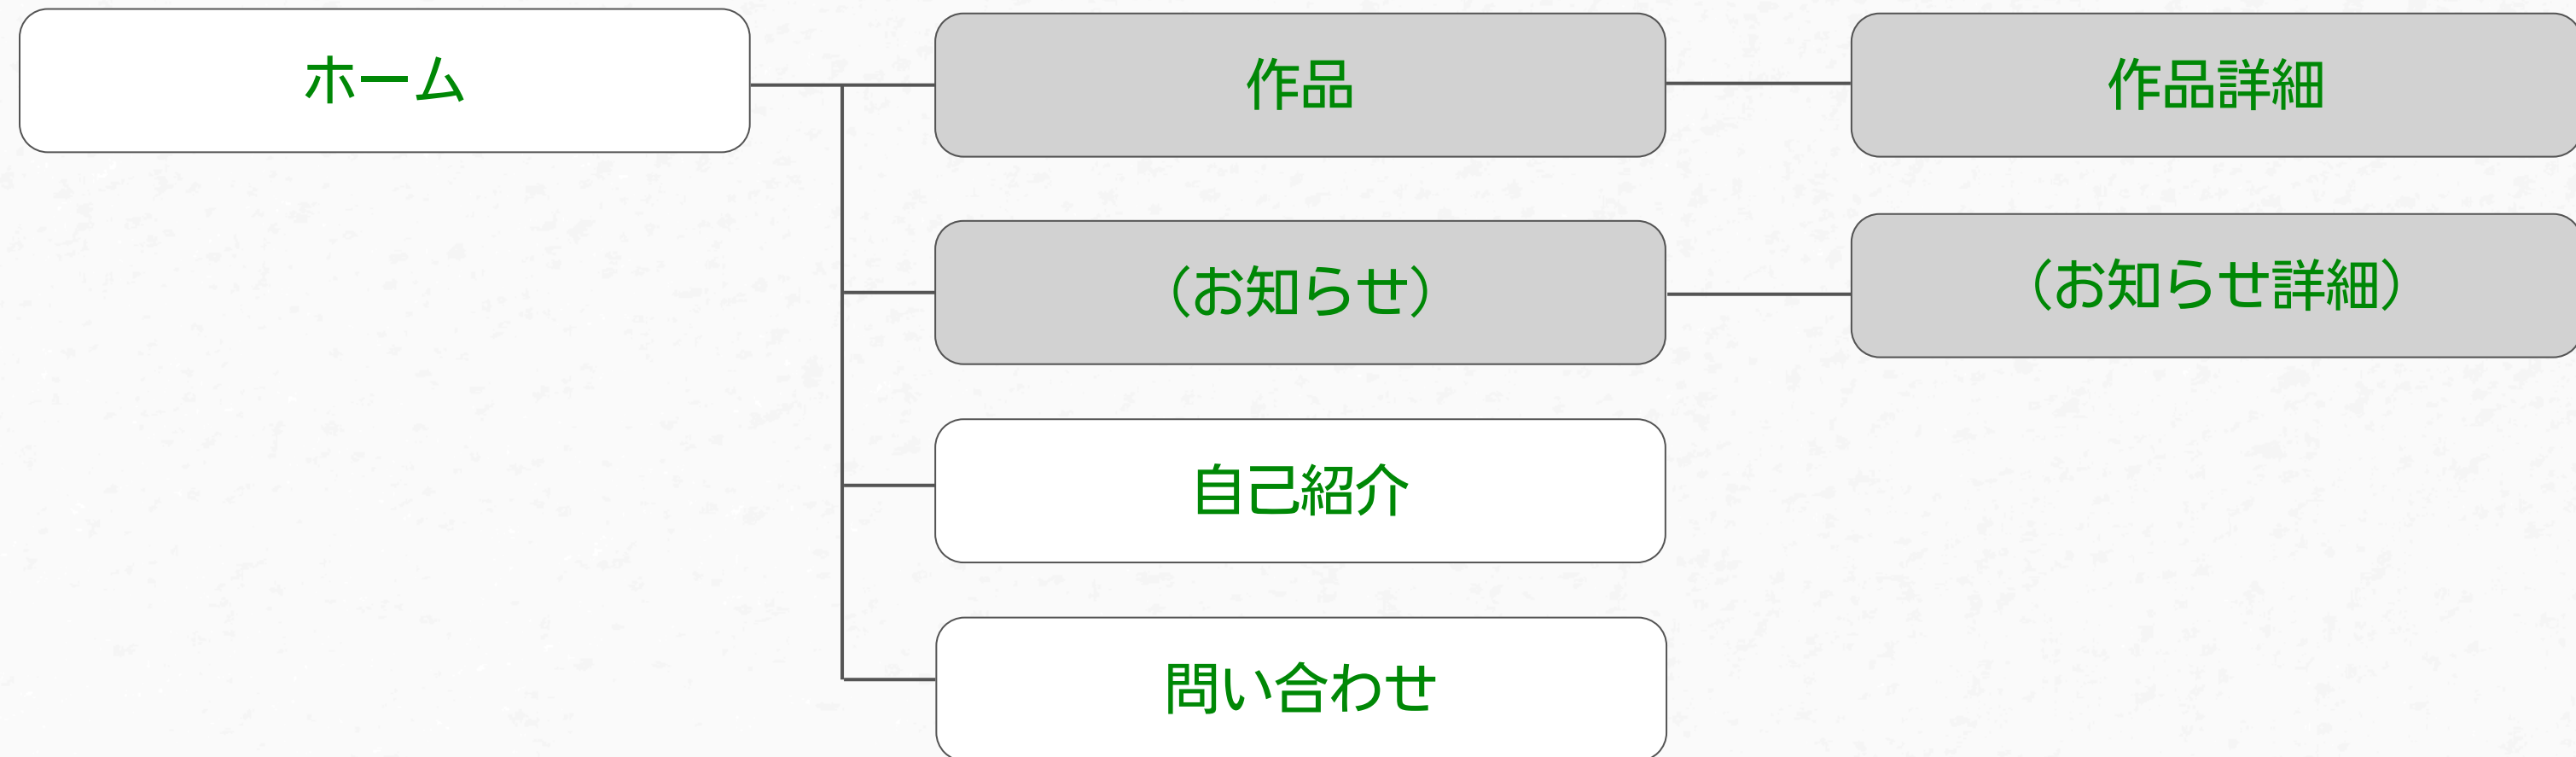 ホーム
作品
作品詳細
（お知らせ）
（お知らせ詳細）
自己紹介
問い合わせ